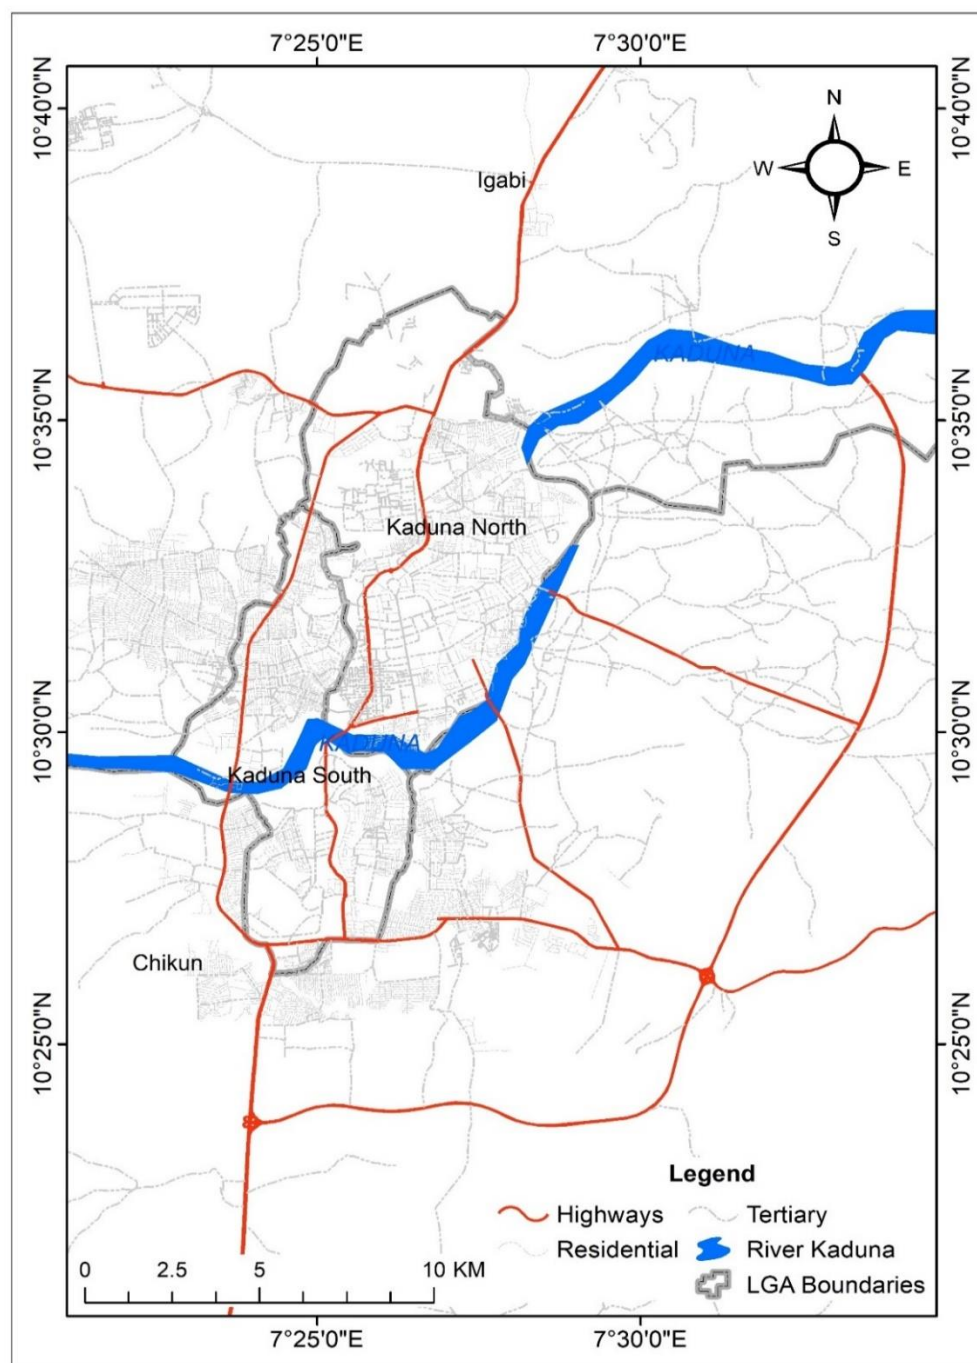 7°25'0"E 7°30'0"E
10°40'0"N 10°40'0"N
N
W E
S
Igabi
KADUNA
10°35'0"N 10°35'0"N
Kaduna North
10°30'0"N 10°30'0"N
KADUNA
Kaduna South
Chikun
10°25'0"N 10°25'0"N
Legend
Highways Tertiary
Residential River Kaduna
LGA Boundaries
0 2.5 5 10 KM
7°25'0"E 7°30'0"E